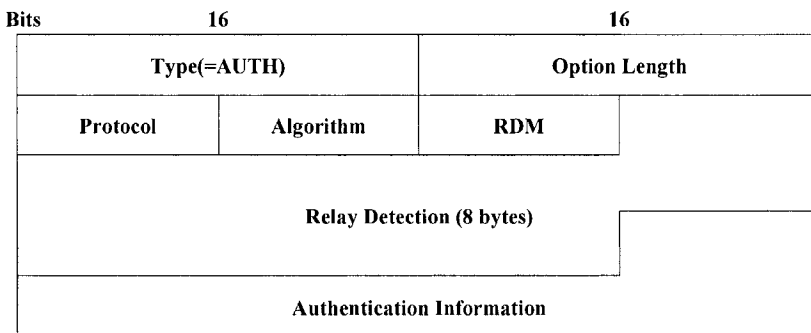 Bits 16 16
Type(=AUTH) Option Length
Protocol Algorithm RDM
Relay Detection (8 bytes)
Authentication Information